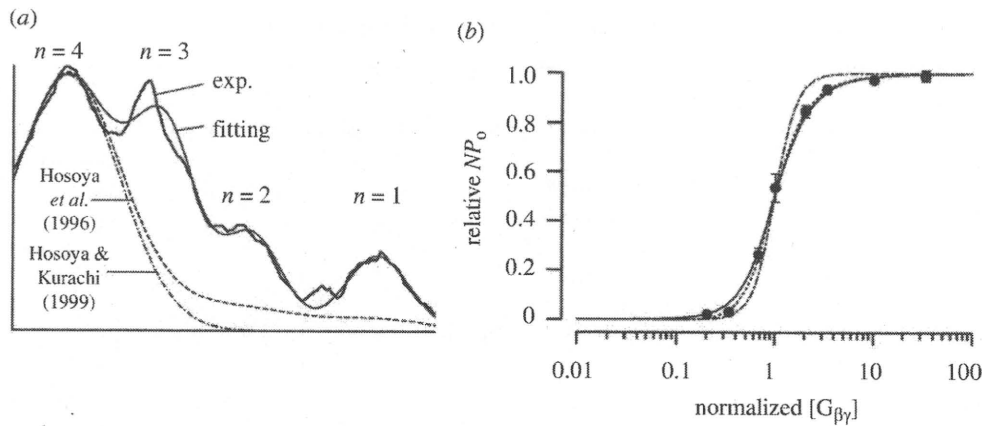 (a)
n = 4
n = 3
exp.
fitting
Hosoya
et al.
(1996)
n = 2
n = 1
Hosoya &
Kurachi
(1999)
(b)
1.0
0.8
0.6
0.4
0.2
0
relative NPo
0.01
0.1
1
10
100
normalized [Gβγ]